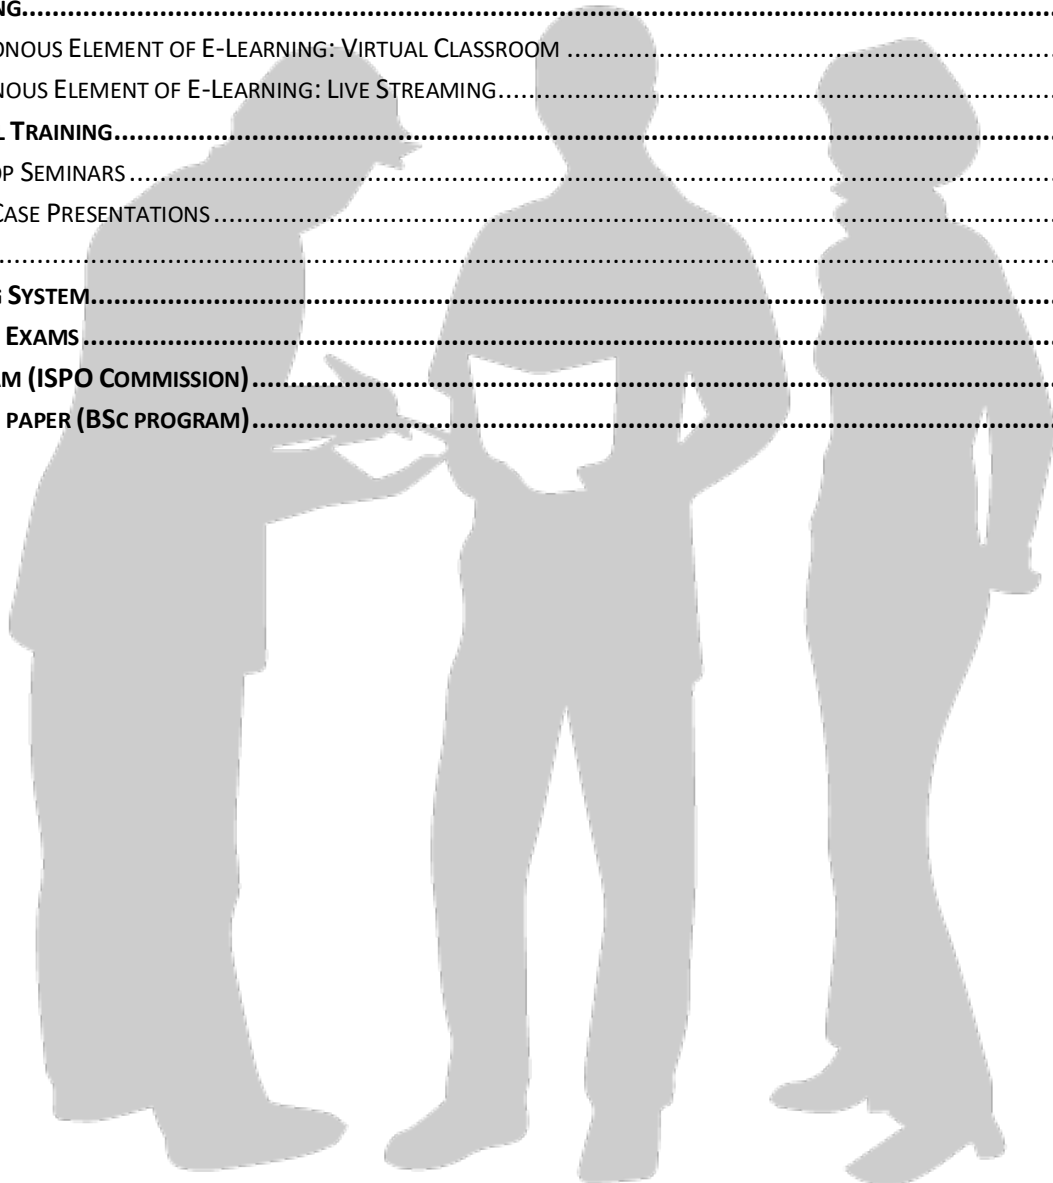 NG..............................
onous Element of E-Learning: Virtual Classroom ..............................
nous Element of E-Learning: Live Streaming..............................
l Training..............................
op Seminars ..............................
Case Presentations ..............................
..............................
g System..............................
Exams ..............................
am (ISPO Commission) ..............................
paper (BSc program) ..............................